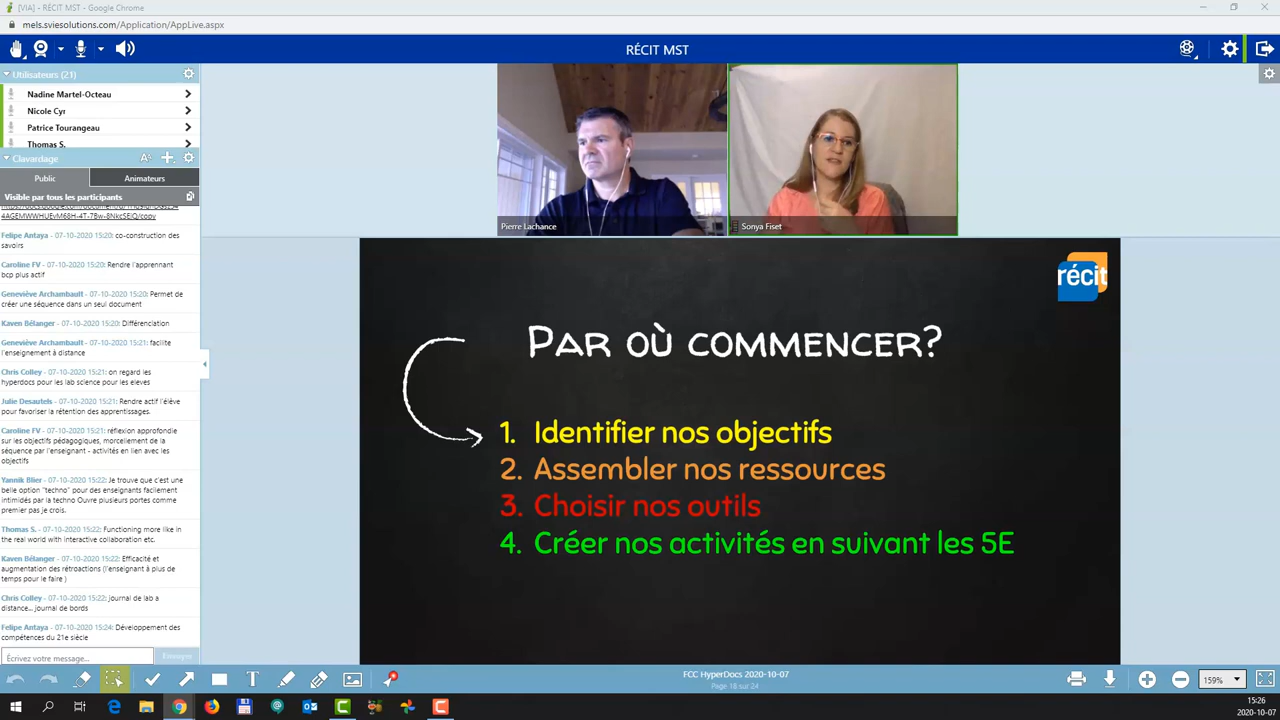 [VIA] - RÉCIT MST - Google Chrome
mels.sviesolutions.com/Application/AppLive.aspx
RÉCIT MST
Utilisateurs (21)
Nadine Martel-Octeau
Nicole Cyr
Patrice Tourangeau
Thomas S.
Clavardage
Public
Animateurs
Visible par tous les participants
Felipe Antaya - 07-10-2020 15:20: co-construction des
savoirs
Caroline FV - 07-10-2020 15:20: Rendre l'apprennant
bcp plus actif
Geneviève Archambault - 07-10-2020 15:20: Permet de
créer une séquence dans un seul document
Kaven Bélanger - 07-10-2020 15:20: Différenciation
Geneviève Archambault - 07-10-2020 15:21: facilite
l'enseignement à distance
Chris Colley - 07-10-2020 15:21: on regard les
hyperdocs pour les lab science pour les eleves
Julie Desautels - 07-10-2020 15:21: Rendre actif l'élève
pour favoriser la rétention des apprentissages.
Caroline FV - 07-10-2020 15:21: réflexion approfondie
sur les objectifs pédagogiques, morcellement de la
séquence par l'enseignant - activités en lien avec les
objectifs
Yannik Blier - 07-10-2020 15:22: Je trouve que c'est une
belle option "techno" pour des enseignants facilement
intimidés par la techno Ouvre plusieurs portes comme
premier pas je crois.
Thomas S. - 07-10-2020 15:22: Functioning more like in
the real world with interactive collaboration etc.
Kaven Bélanger - 07-10-2020 15:22: Efficacité et
augmentation des rétroactions (l'enseignant à plus de
temps pour le faire )
Chris Colley - 07-10-2020 15:22: journal de lab a
distance... journal de bords
Felipe Antaya - 07-10-2020 15:24: Développement des
compétences du 21e siècle
Écrivez votre message...
Envoyer
Pierre Lachance
Sonya Fiset
récit
Par où commencer?
1. Identifier nos objectifs
2. Assembler nos ressources
3. Choisir nos outils
4. Créer nos activités en suivant les 5E
FCC HyperDocs 2020-10-07
Page 18 sur 24
159%
15:26
2020-10-07